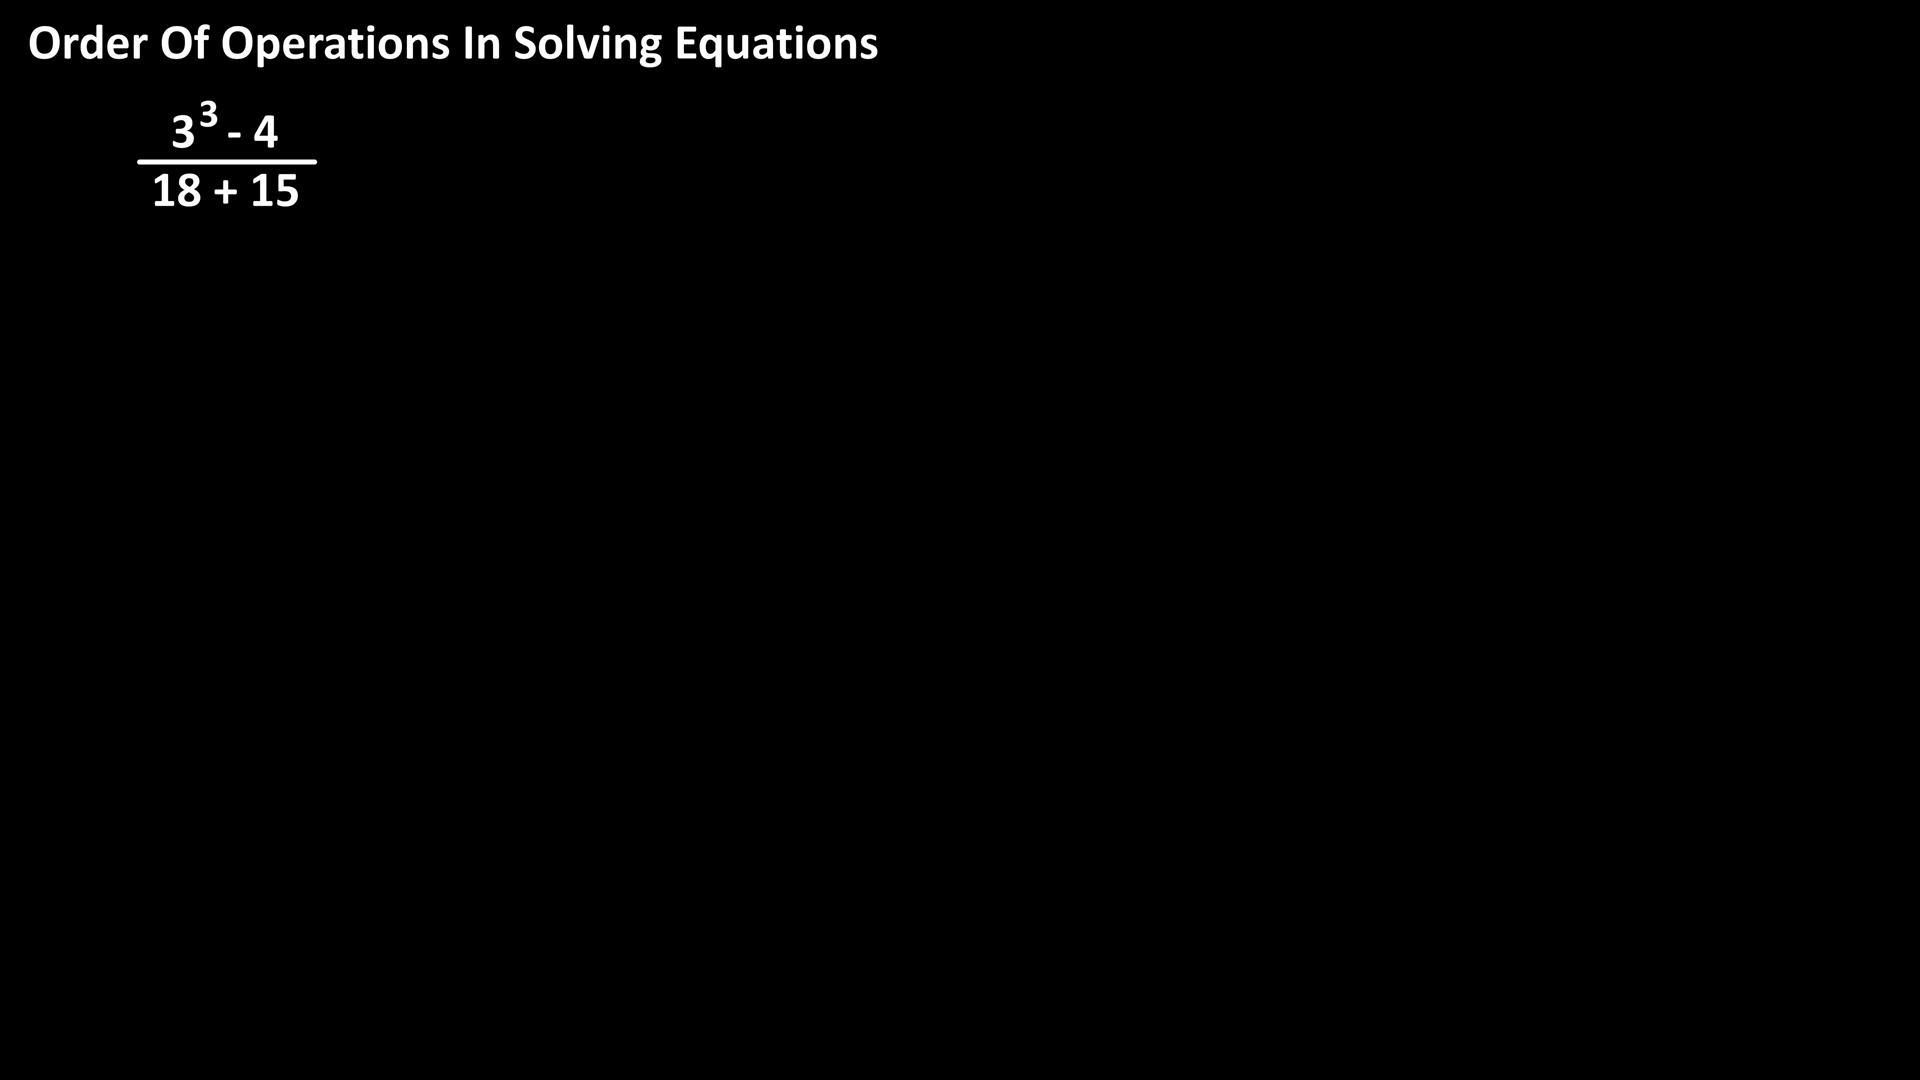 Order Of Operations In Solving Equations
3³ - 4
18 + 15